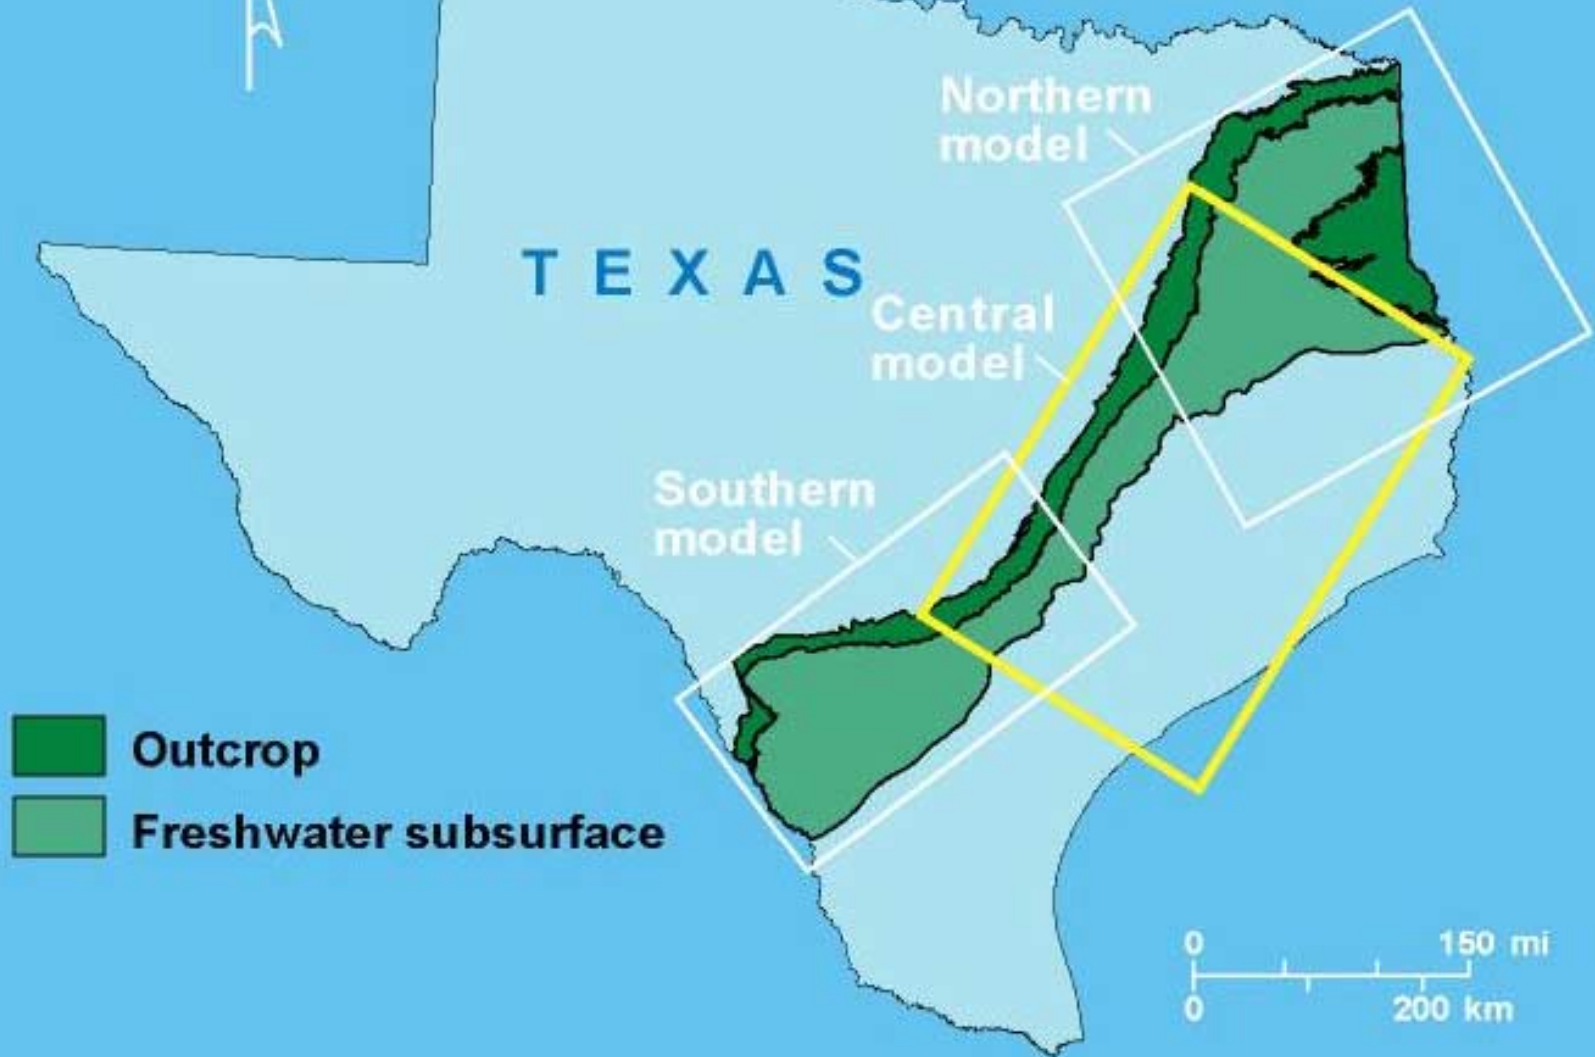 Northern
model
TEXAS
Central
model
Southern
model
Outcrop
Freshwater subsurface
0 150 mi
0 200 km